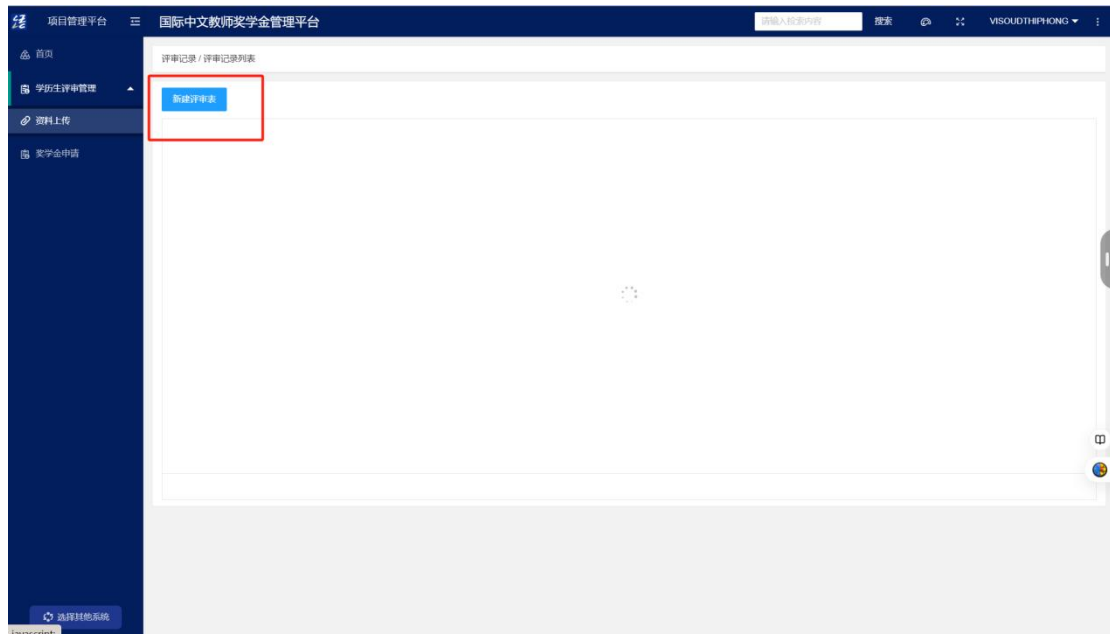 项目管理平台
国际中文教师奖学金管理平台
请输入检索内容
搜索
VISOUDTHIPHONG
首页
评审记录 / 评审记录列表
学历生评审管理
新建评审表
资料上传
奖学金申请
选择其他系统
javascript: